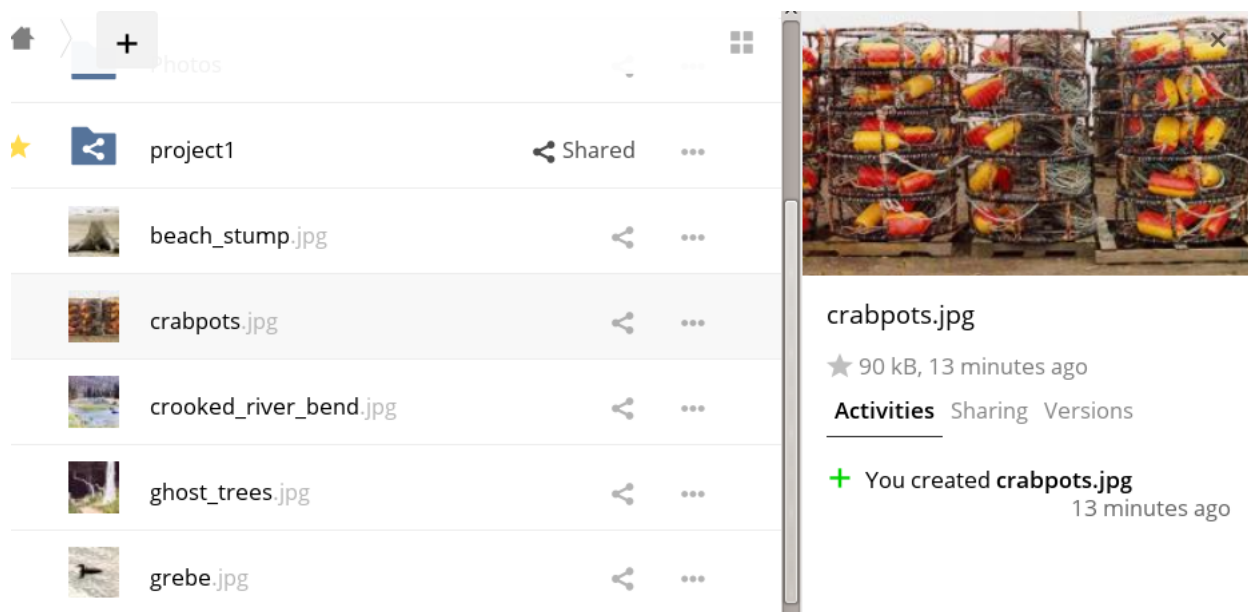 Photos
project1 Shared
beach_stump.jpg
crabpots.jpg
crooked_river_bend.jpg
ghost_trees.jpg
grebe.jpg
crabpots.jpg
90 kB, 13 minutes ago
Activities Sharing Versions
You created crabpots.jpg
13 minutes ago